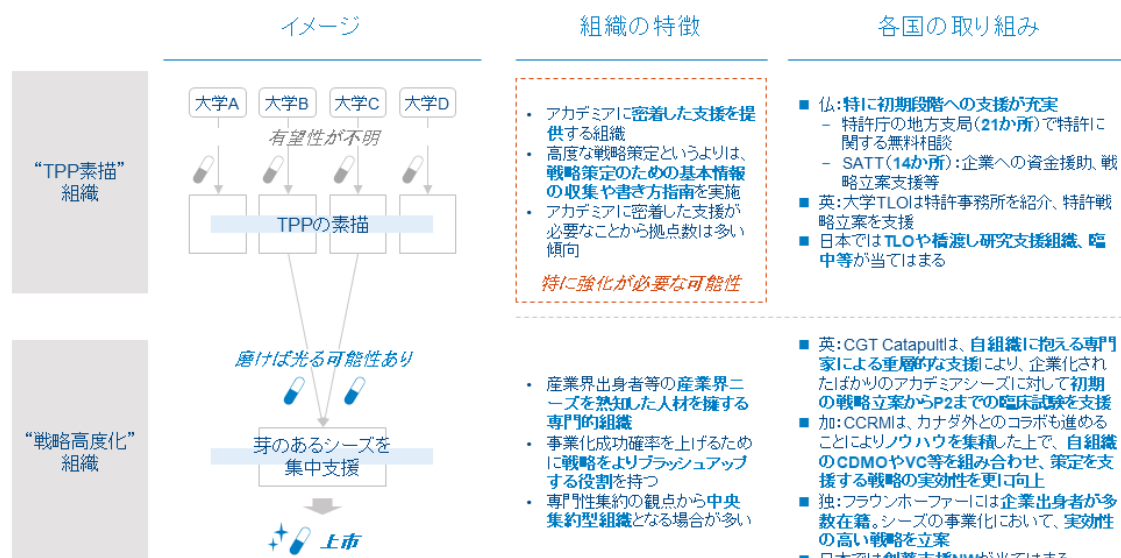 イメージ
組織の特徴
各国の取り組み
“TPP素描”
組織
大学A
大学B
大学C
大学D
有望性が不明
TPPの素描
• アカデミアに密着した支援を提
供する組織
• 高度な戦略策定というよりは、
戦略策定のための基本情報
の収集や書き方指南を実施
• アカデミアに密着した支援が
必要なことから拠点数は多い
傾向
特に強化が必要な可能性
■ 仏:特に初期段階への支援が充実
− 特許庁の地方支局(21か所)で特許に
関する無料相談
− SATT(14か所):企業への資金援助、戦
略立案支援等
■ 英:大学TLOは特許事務所を紹介、特許戦
略立案を支援
■ 日本ではTLOや橋渡し研究支援組織、臨
中等が当てはまる
“戦略高度化”
組織
磨けば光る可能性あり
芽のあるシーズを
集中支援
上市
• 産業界出身者等の産業界ニ
ーズを熟知した人材を擁する
専門的組織
• 事業化成功確率を上げるため
に戦略をよりブラッシュアップ
する役割を持つ
• 専門性集約の観点から中央
集約型組織となる場合が多い
■ 英:CGT Catapultは、自組織に抱える専門
家による重層的な支援により、企業化され
たばかりのアカデミアシーズに対して初期
の戦略立案からP2までの臨床試験を支援
■ 加:CCRMは、カナダ外とのコラボも進める
ことによりノウハウを集積した上で、自組織
のCDMOやVC等を組み合わせ、策定を支
援する戦略の実効性を更に向上
■ 独:フラウンホーファーには企業出身者が多
数在籍。シーズの事業化において、実効性
の高い戦略を立案
■ 日本では創薬支援NWが当てはまる